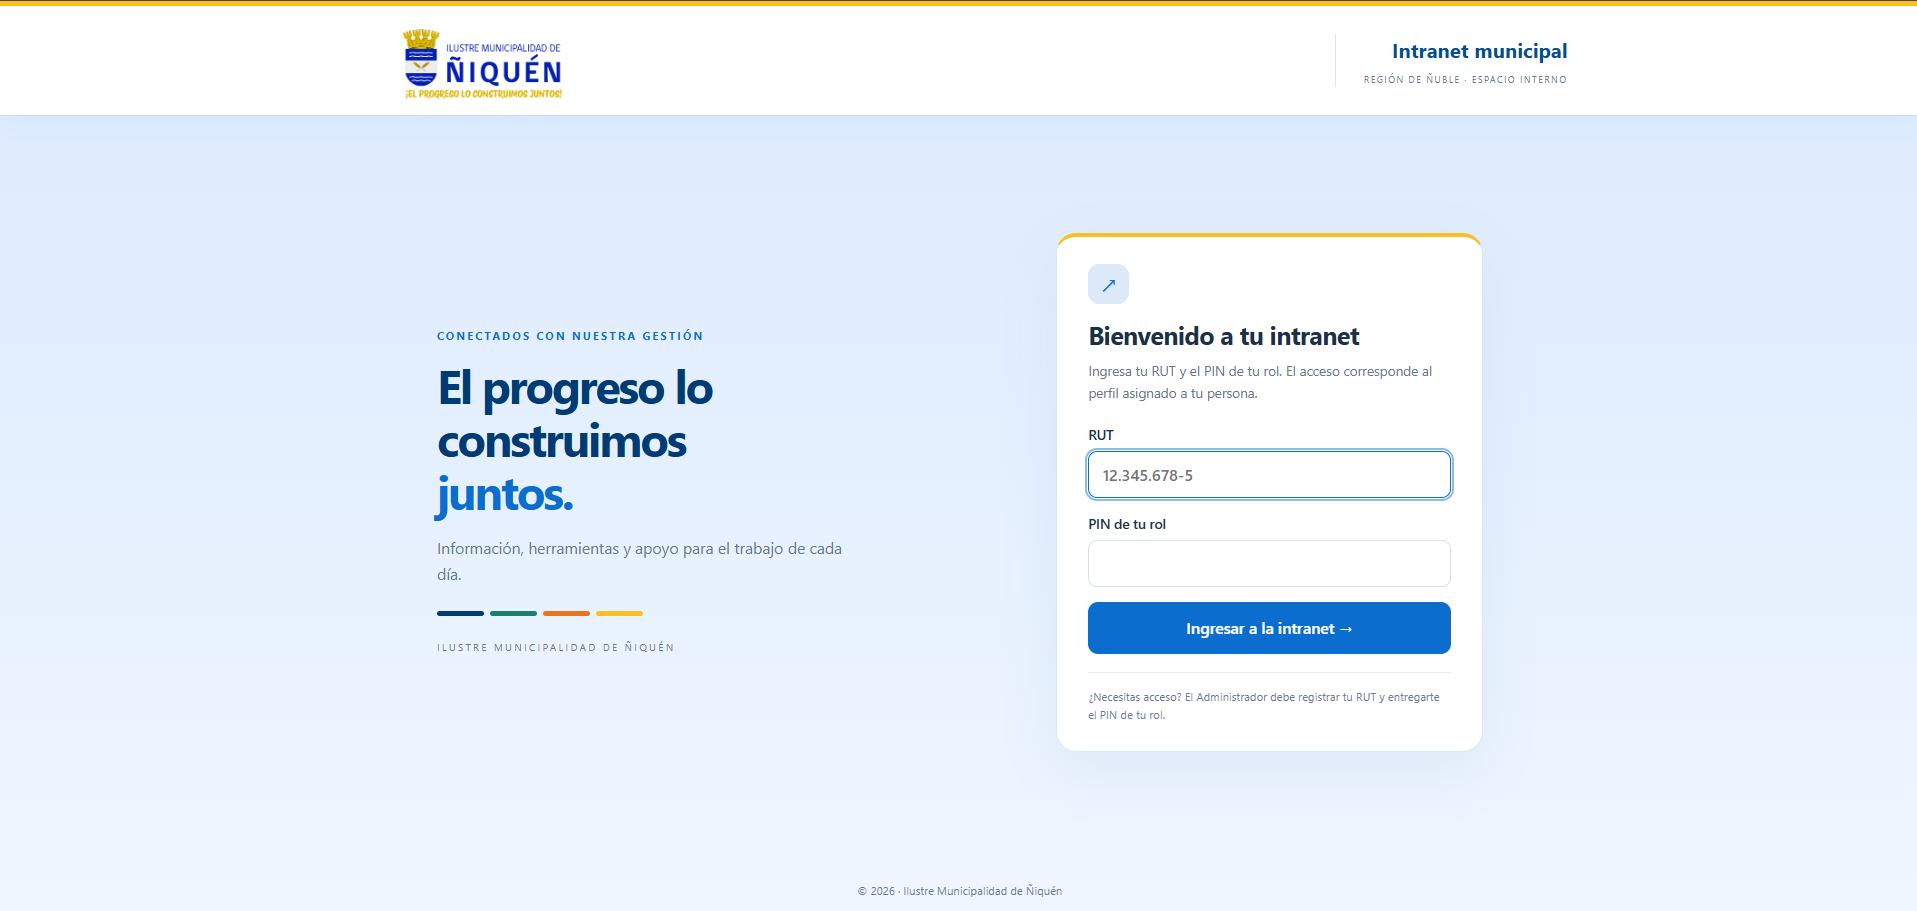 ILUSTRE MUNICIPALIDAD DE
ÑIQUÉN
¡EL PROGRESO LO CONSTRUIMOS JUNTOS!
Intranet municipal
REGIÓN DE ÑUBLE · ESPACIO INTERNO
CONECTADOS CON NUESTRA GESTIÓN
El progreso lo
construimos
juntos.
Información, herramientas y apoyo para el trabajo de cada
día.
ILUSTRE MUNICIPALIDAD DE ÑIQUÉN
↗
Bienvenido a tu intranet
Ingresa tu RUT y el PIN de tu rol. El acceso corresponde al
perfil asignado a tu persona.
RUT
12.345.678-5
PIN de tu rol
Ingresar a la intranet →
¿Necesitas acceso? El Administrador debe registrar tu RUT y entregarte
el PIN de tu rol.
© 2026 · Ilustre Municipalidad de Ñiquén